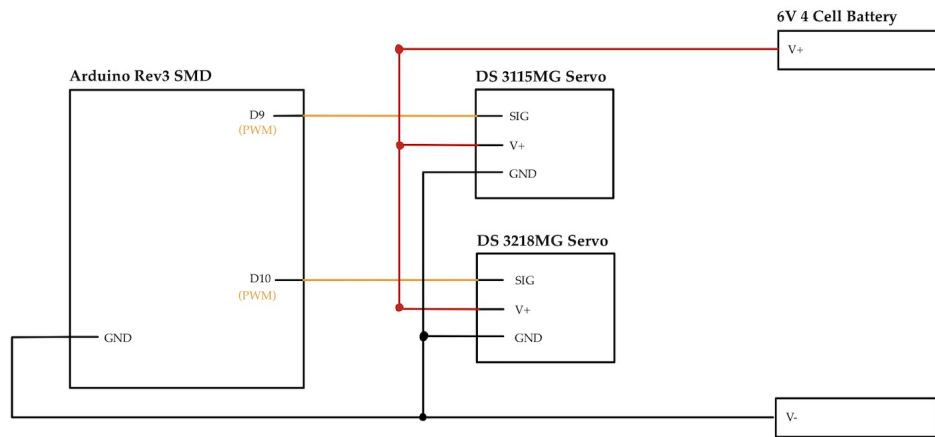 6V 4 Cell Battery
V+
Arduino Rev3 SMD
DS 3115MG Servo
D9
(PWM)
SIG
V+
GND
DS 3218MG Servo
D10
(PWM)
SIG
V+
GND
GND
V-